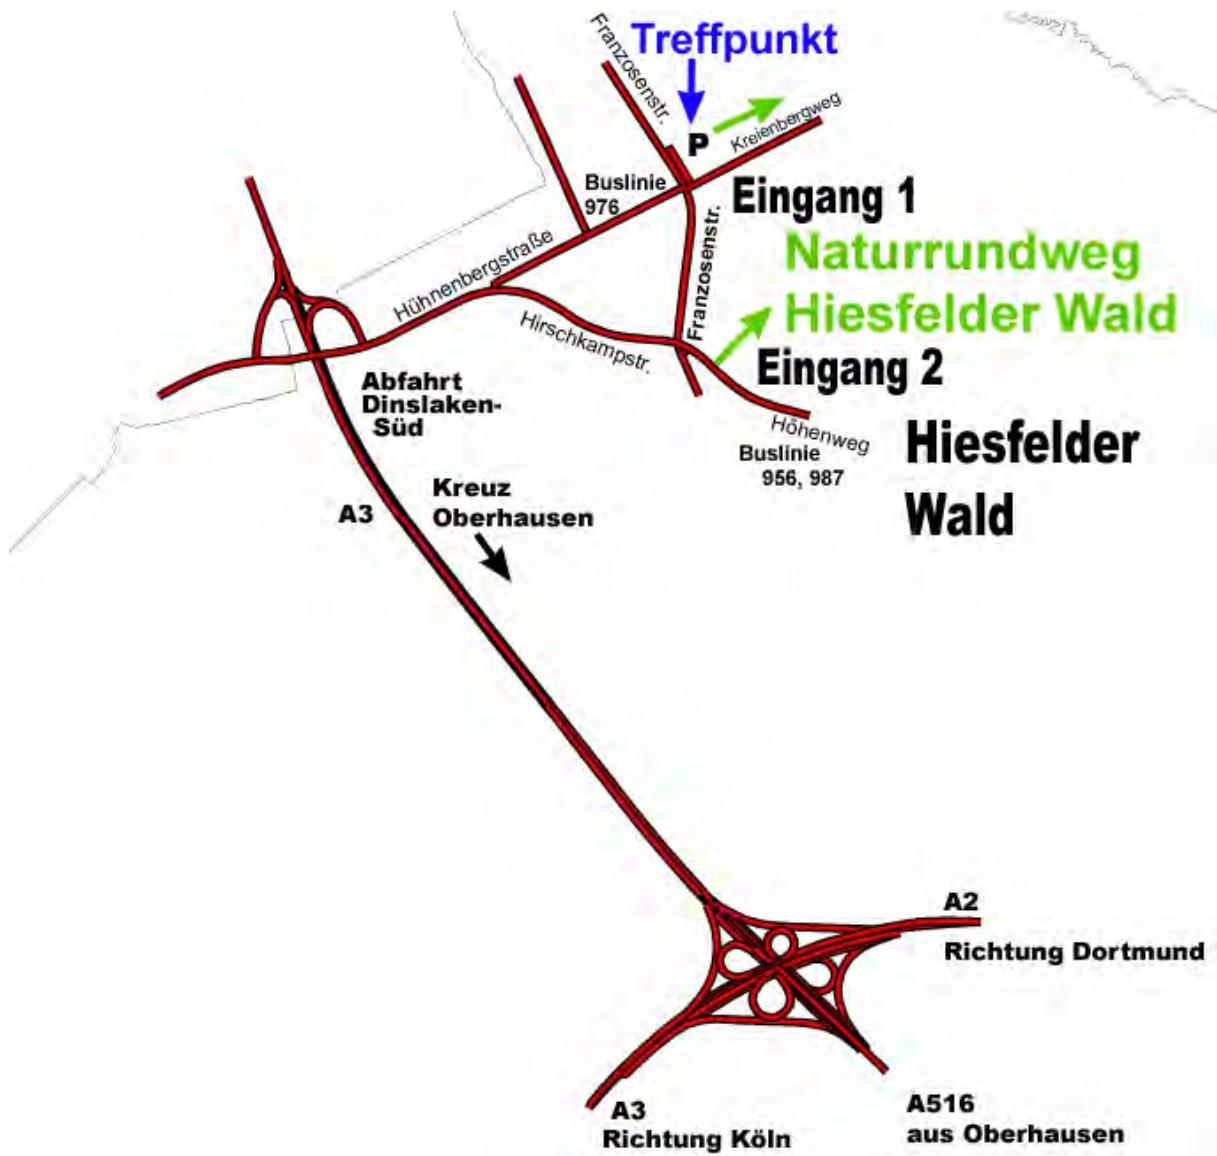 Treffpunkt
Franzosenstr.
P
Kreienbergweg
Buslinie
976
Eingang 1
Naturrundweg
Hiesfelder Wald
Hühnenbergstraße
Franzosenstr.
Hirschkampstr.
Eingang 2
Abfahrt
Dinslaken-
Süd
Höhenweg
Buslinie
956, 987
Hiesfelder
Wald
Kreuz
Oberhausen
A3
A2
Richtung Dortmund
A3
Richtung Köln
A516
aus Oberhausen